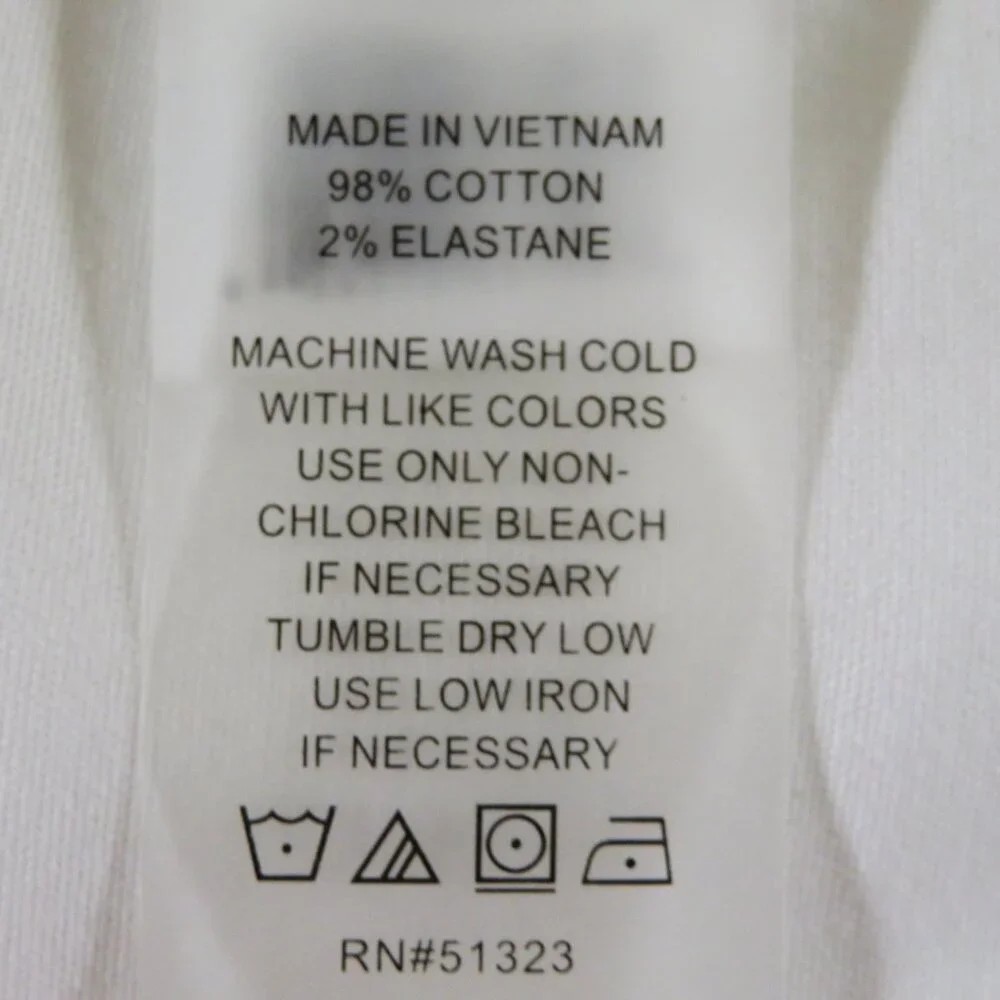 MADE IN VIETNAM
98% COTTON
2% ELASTANE
MACHINE WASH COLD
WITH LIKE COLORS
USE ONLY NON-
CHLORINE BLEACH
IF NECESSARY
TUMBLE DRY LOW
USE LOW IRON
IF NECESSARY
RN#51323